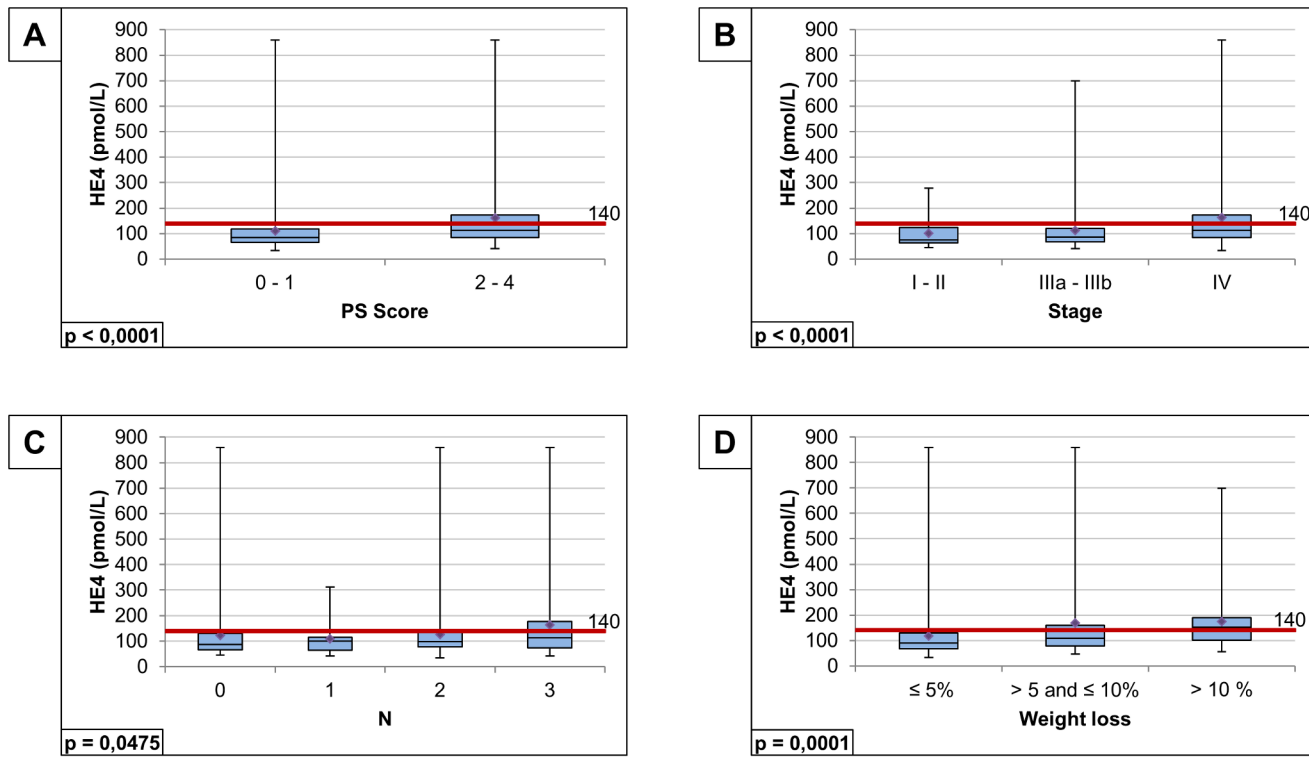 A
HE4 (pmol/L)
900
800
700
600
500
400
300
200
100
0
140
0 - 1
2 - 4
PS Score
p < 0,0001
B
HE4 (pmol/L)
900
800
700
600
500
400
300
200
100
0
140
I - II
IIIa - IIIb
IV
Stage
p < 0,0001
C
HE4 (pmol/L)
900
800
700
600
500
400
300
200
100
0
140
0
1
2
3
N
p = 0,0475
D
HE4 (pmol/L)
900
800
700
600
500
400
300
200
100
0
140
≤ 5%
> 5 and ≤ 10%
> 10 %
Weight loss
p = 0,0001